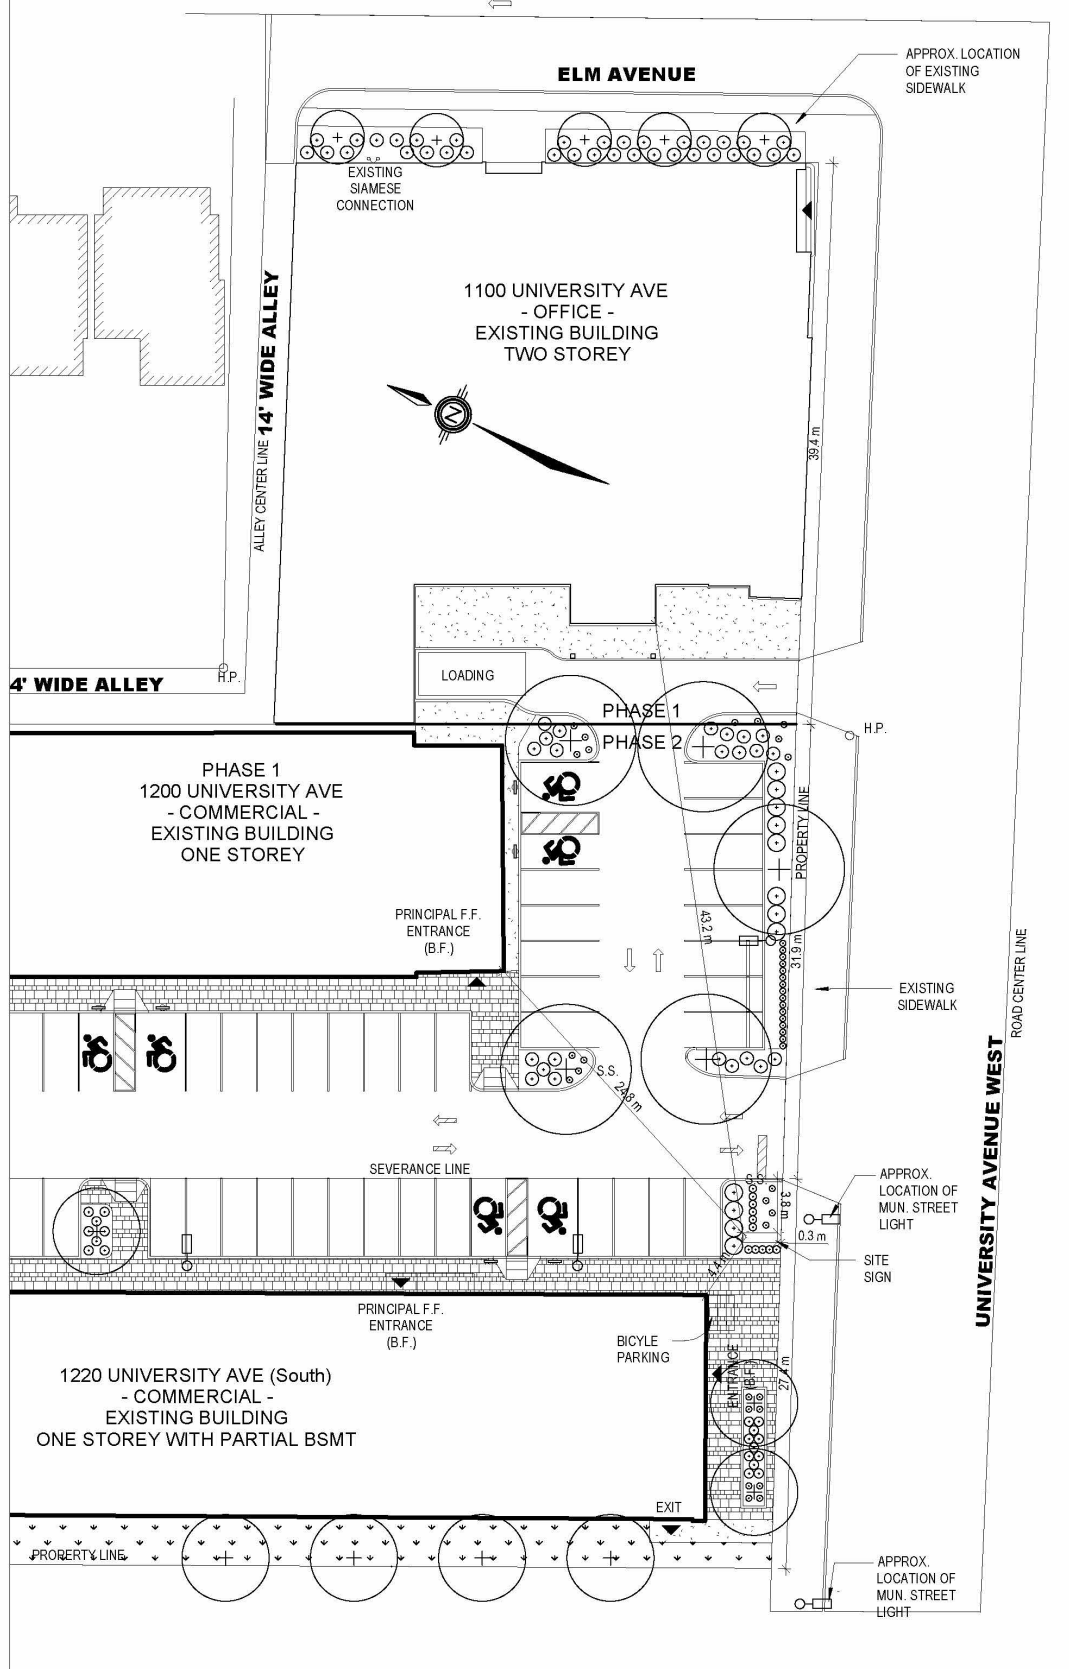 ELM AVENUE
APPROX. LOCATION
OF EXISTING
SIDEWALK
EXISTING
SIAMESE
CONNECTION
1100 UNIVERSITY AVE
- OFFICE -
EXISTING BUILDING
TWO STOREY
14' WIDE ALLEY
ALLEY CENTER LINE
N
39.4 m
LOADING
H.P.
4' WIDE ALLEY
PHASE 1
PHASE 2
H.P.
PHASE 1
1200 UNIVERSITY AVE
- COMMERCIAL -
EXISTING BUILDING
ONE STOREY
PROPERTY LINE
PRINCIPAL F.F.
ENTRANCE
(B.F.)
43.2 m
31.9 m
EXISTING
SIDEWALK
ROAD CENTER LINE
UNIVERSITY AVENUE WEST
S.S.
24.8 m
SEVERANCE LINE
APPROX.
LOCATION OF
MUN. STREET
LIGHT
3.8 m
0.3 m
SITE
SIGN
4.4 m
PRINCIPAL F.F.
ENTRANCE
(B.F.)
BICYLE
PARKING
ENTRANCE
(B.F.)
27.4 m
1220 UNIVERSITY AVE (South)
- COMMERCIAL -
EXISTING BUILDING
ONE STOREY WITH PARTIAL BSMT
EXIT
PROPERTY LINE
APPROX.
LOCATION OF
MUN. STREET
LIGHT